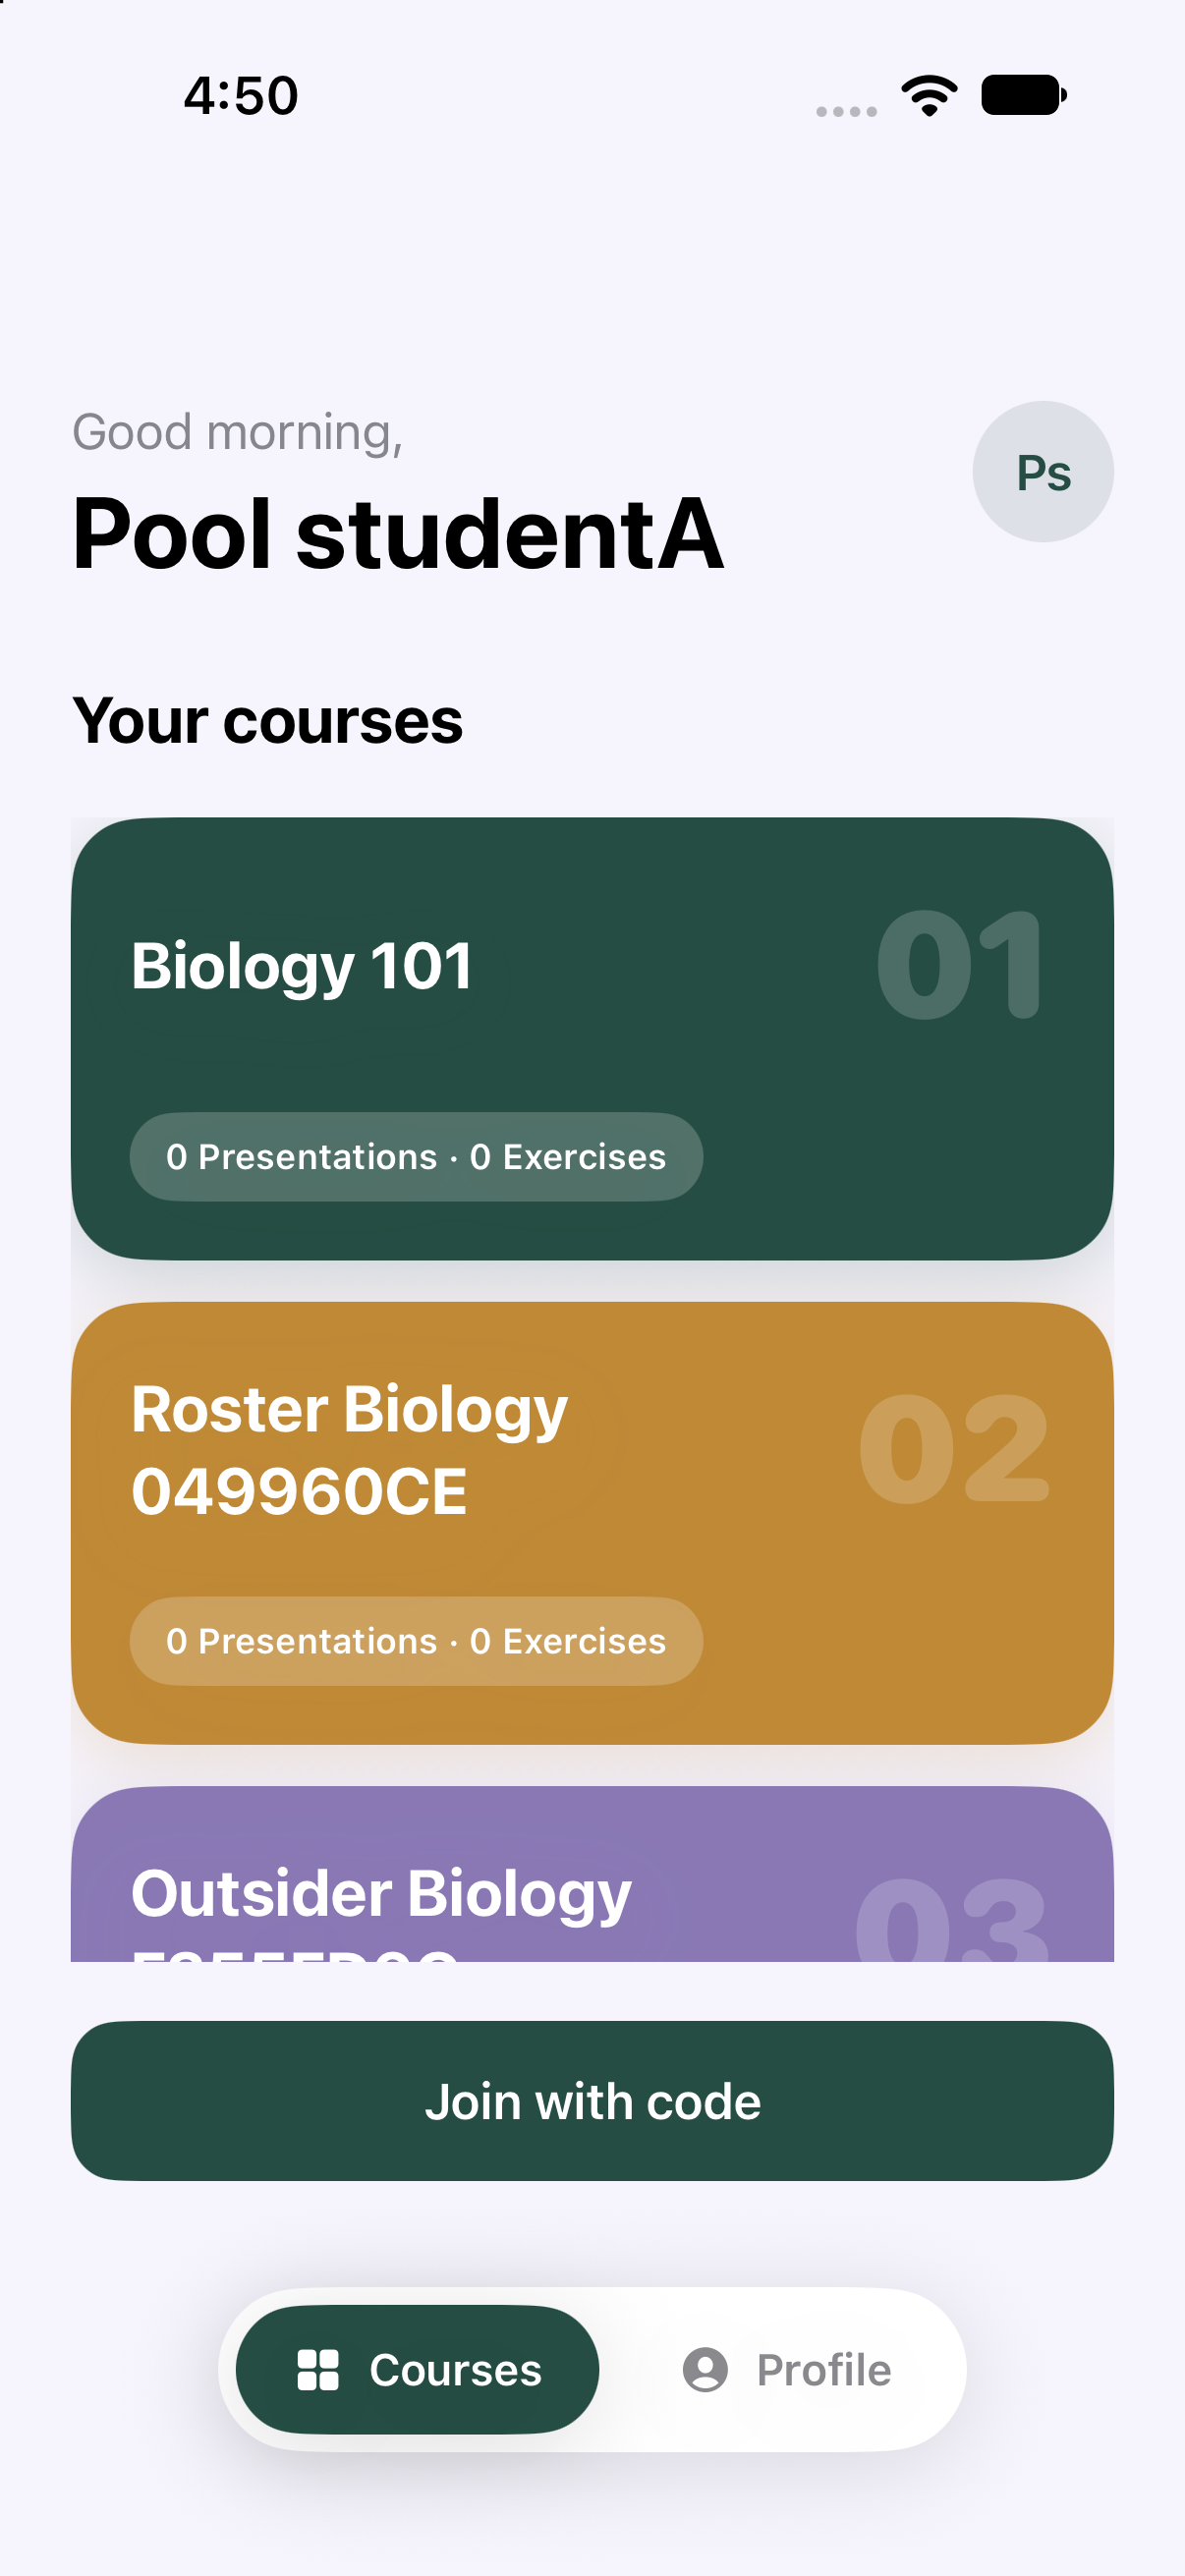 4:50
Good morning,
Pool studentA
Ps
Your courses
Biology 101
01
0 Presentations · 0 Exercises
Roster Biology
049960CE
02
0 Presentations · 0 Exercises
Outsider Biology
03
Join with code
Courses
Profile